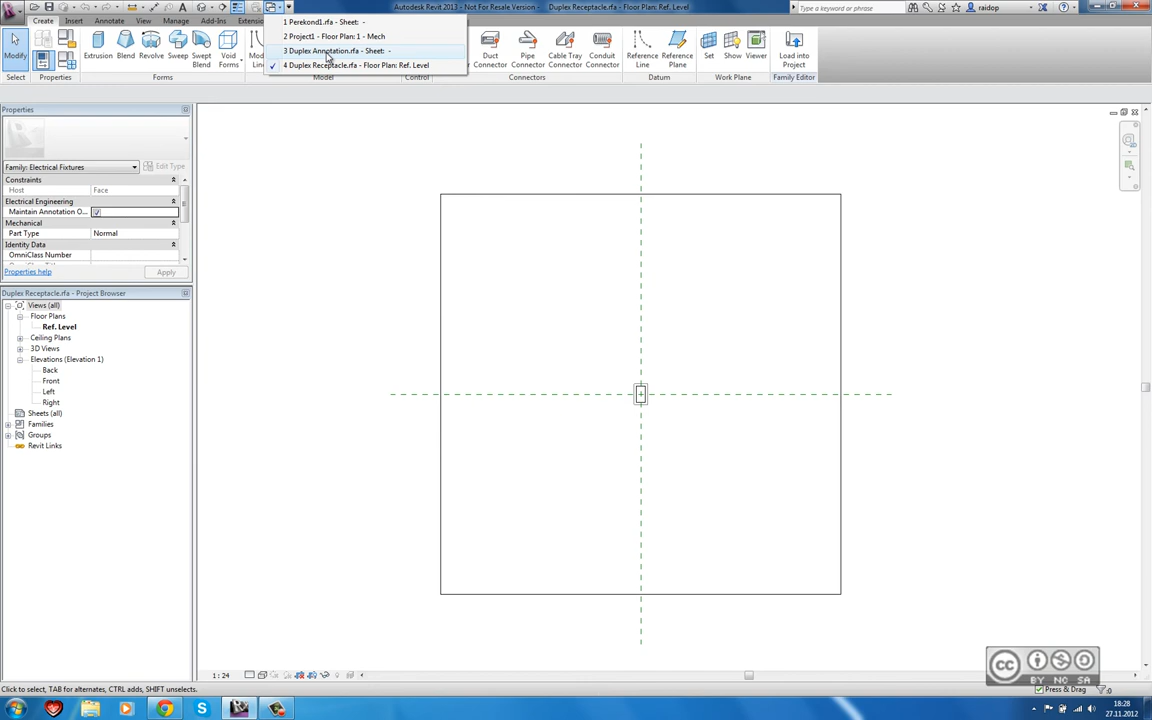 Autodesk Revit 2013 - Not For Resale Version - Duplex Receptacle.rfa - Floor Plan: Ref. Level
Type a keyword or phrase
raidop
Create
Annotate
View
Manage
Add-Ins
1 Perekond1.rfa - Sheet: -
2 Project1 - Floor Plan: 1 - Mech
3 Duplex Annotation.rfa - Sheet: -
4 Duplex Receptacle.rfa - Floor Plan: Ref. Level
Modify
Extrusion
Blend
Revolve
Sweep
Swept Blend
Void Forms
Duct Connector
Pipe Connector
Cable Tray Connector
Conduit Connector
Reference Line
Reference Plane
Set
Show
Viewer
Load into Project
Select
Properties
Forms
Model
Control
Connectors
Datum
Work Plane
Family Editor
Properties
Family: Electrical Fixtures
Edit Type
Constraints
Host
Face
Electrical Engineering
Maintain Annotation O...
Mechanical
Part Type
Normal
Identity Data
OmniClass Number
Properties help
Apply
Duplex Receptacle.rfa - Project Browser
Views (all)
Floor Plans
Ref. Level
Ceiling Plans
3D Views
Elevations (Elevation 1)
Back
Front
Left
Right
Sheets (all)
Families
Groups
Revit Links
1 : 24
Click to select, TAB for alternates, CTRL adds, SHIFT unselects.
Press & Drag
:0
CC
BY NC SA
18:28
27.11.2012